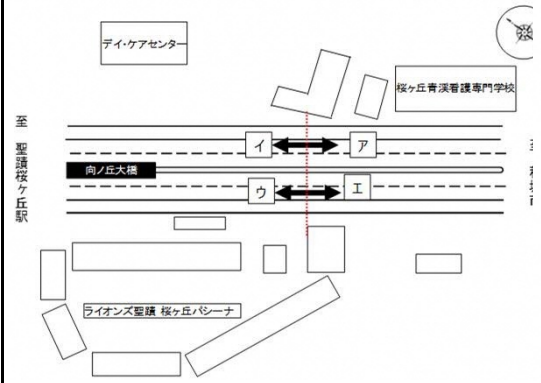 デイ・ケアセンター
桜ヶ丘青渓看護専門学校
至 聖蹟桜ヶ丘駅
イ
ア
向ノ丘大橋
ウ
エ
ライオンズ聖蹟 桜ヶ丘パシーナ